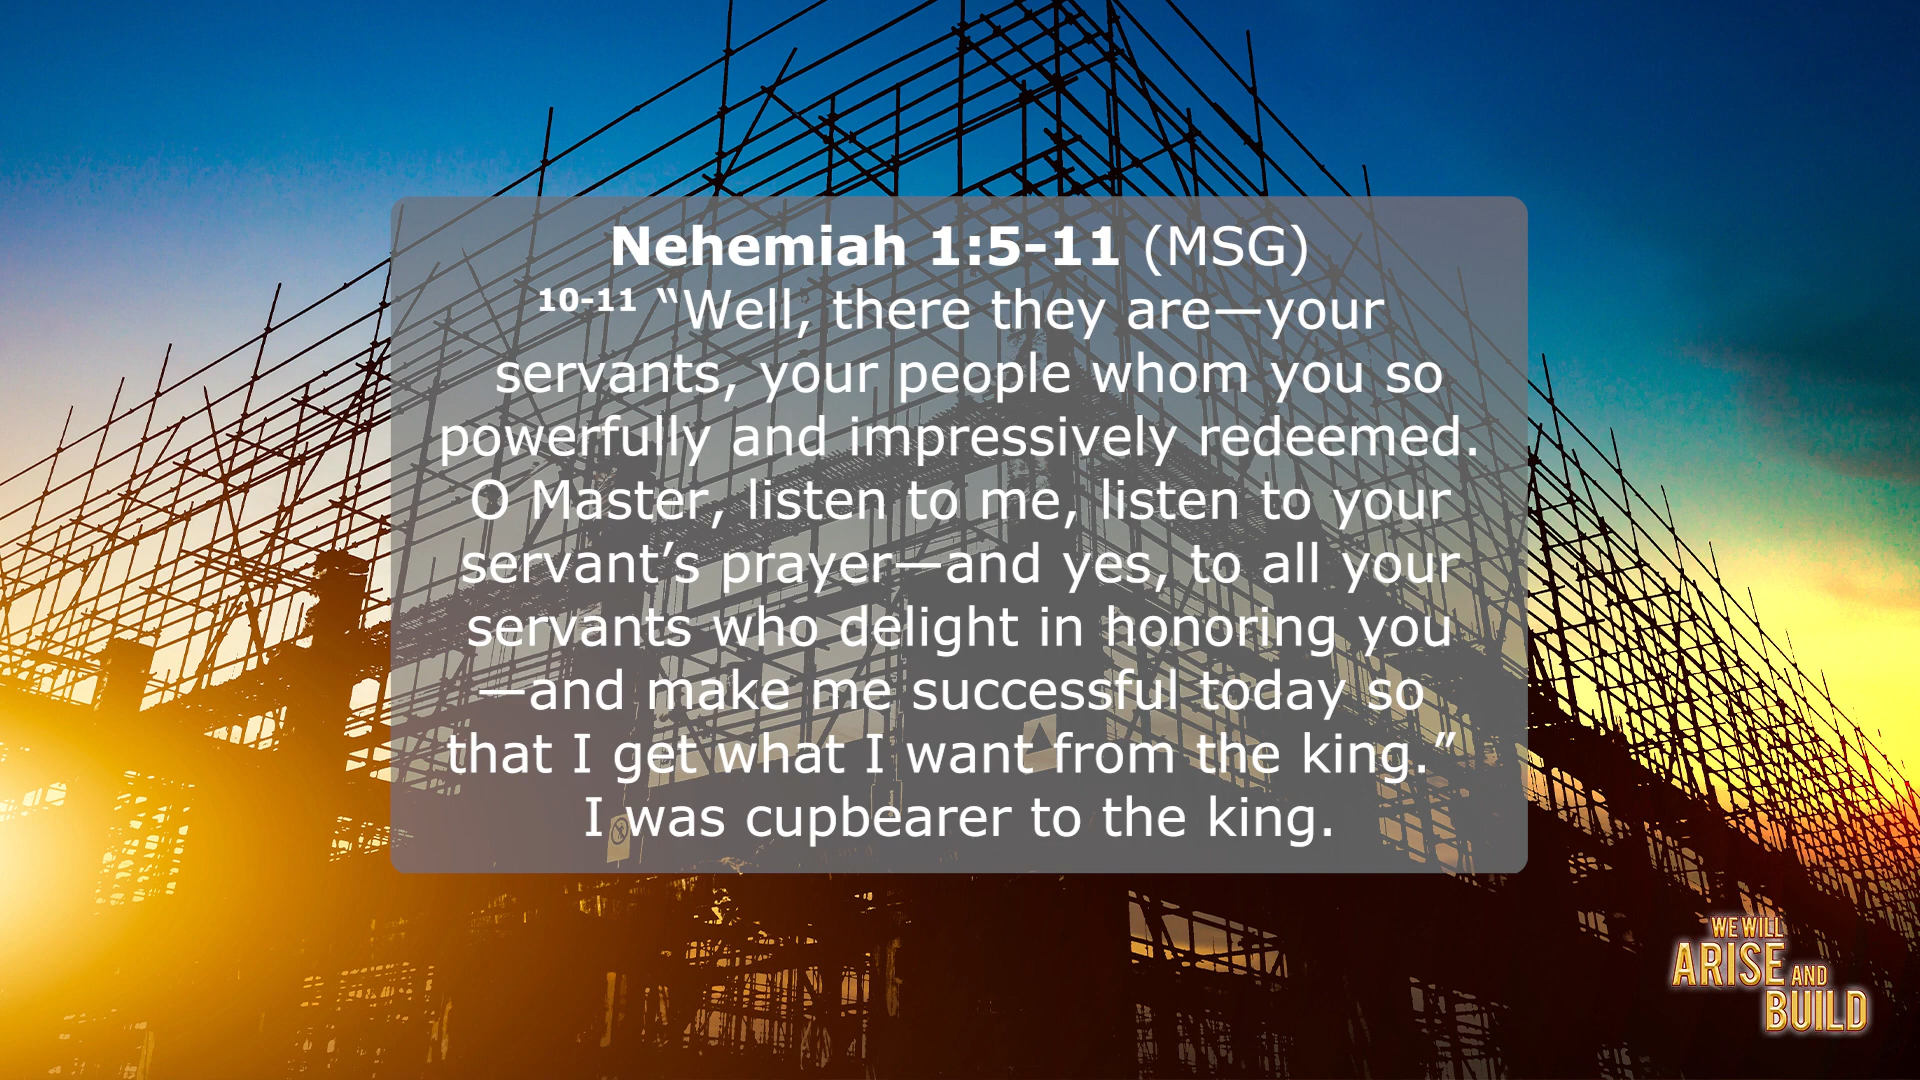 Nehemiah 1:5-11 (MSG)
10-11 “Well, there they are—your
servants, your people whom you so
powerfully and impressively redeemed.
O Master, listen to me, listen to your
servant’s prayer—and yes, to all your
servants who delight in honoring you
—and make me successful today so
that I get what I want from the king.”
I was cupbearer to the king.
WE WILL
ARISE AND
BUILD